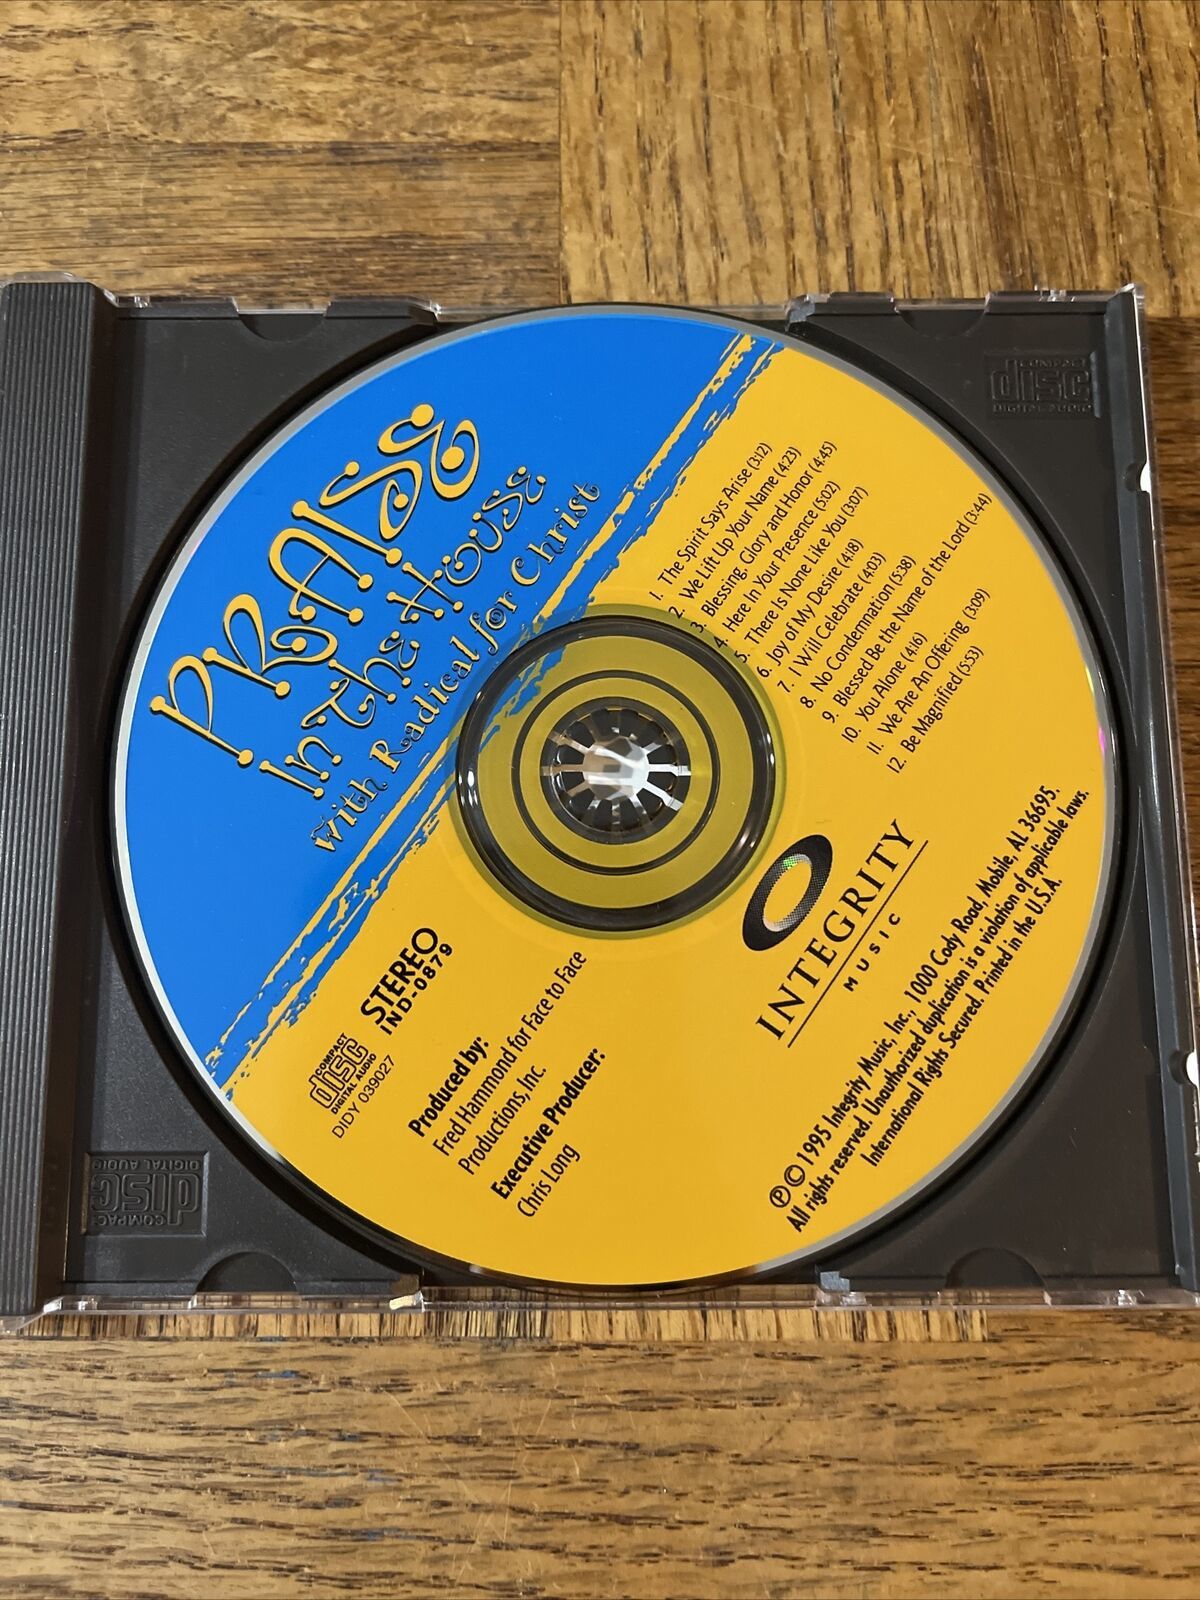 PRAISE
In the House
with Radical for Christ
1. The Spirit Says Arise (3:12)
2. We Lift Up Your Name (4:23)
3. Blessing, Glory and Honor (4:45)
4. Here In Your Presence (5:02)
5. There Is None Like You (3:07)
6. Joy of My Desire (4:18)
7. I Will Celebrate (4:03)
8. No Condemnation (5:38)
9. Blessed Be the Name of the Lord (3:44)
10. You Alone (4:16)
11. We Are An Offering (3:09)
12. Be Magnified (5:53)
INTEGRITY
MUSIC
STEREO
IND-0879
COMPACT
disc
DIGITAL AUDIO
DIDY 039027
Produced by:
Fred Hammond for Face to Face
Productions, Inc.
Executive Producer:
Chris Long
℗© 1995 Integrity Music, Inc., 1000 Cody Road, Mobile, AL 36695.
All rights reserved. Unauthorized duplication is a violation of applicable laws.
International Rights Secured. Printed in the U.S.A.
COMPACT
disc
DIGITAL AUDIO
COMPACT
disc
DIGITAL AUDIO